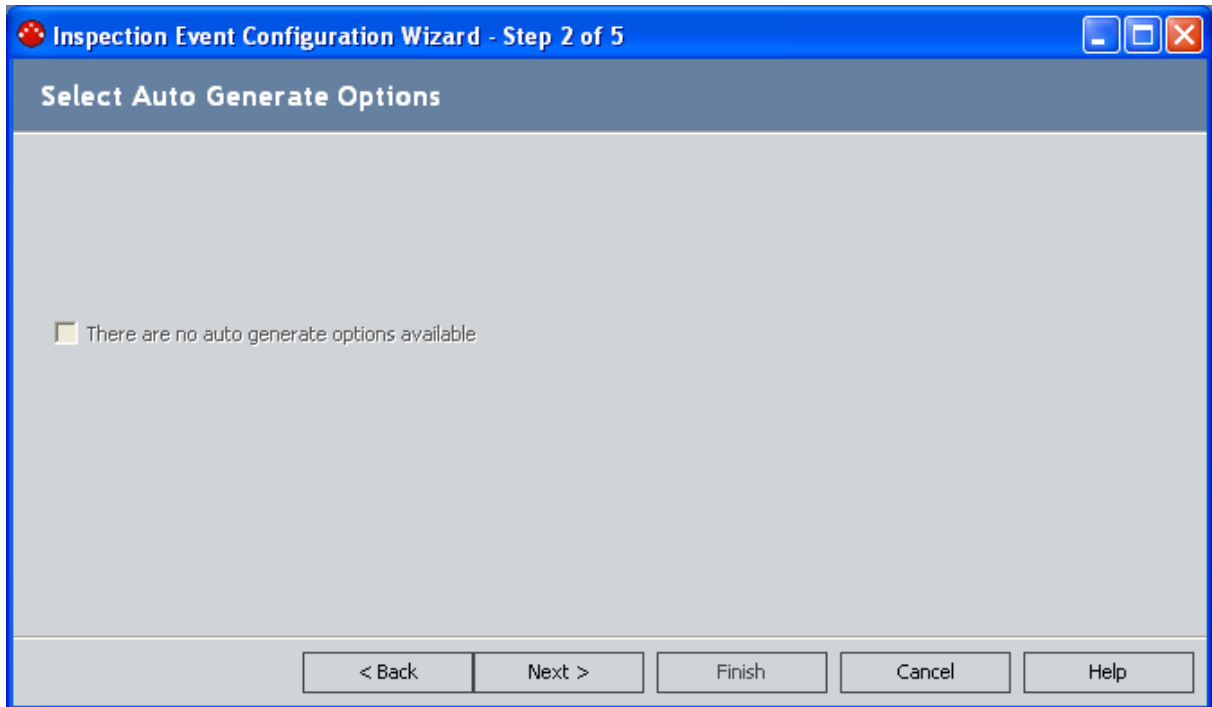 Inspection Event Configuration Wizard - Step 2 of 5
Select Auto Generate Options
There are no auto generate options available
< Back Next > Finish Cancel Help